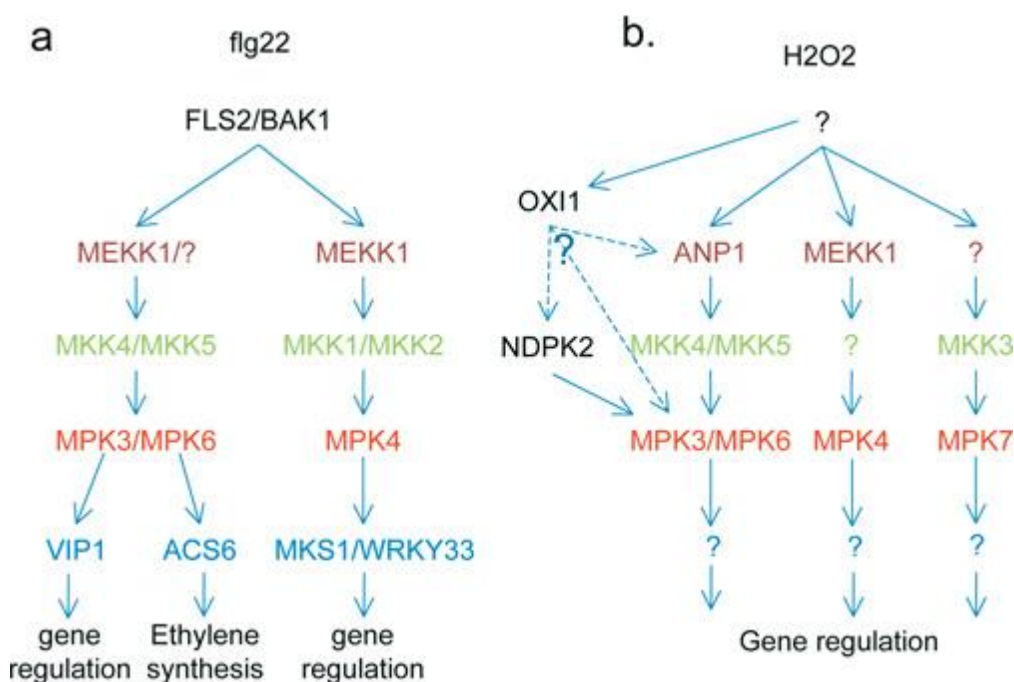 a
flg22
FLS2/BAK1
MEKK1/?
MEKK1
MKK4/MKK5
MKK1/MKK2
MPK3/MPK6
MPK4
VIP1
ACS6
MKS1/WRKY33
gene
regulation
Ethylene
synthesis
gene
regulation
b.
H2O2
?
OXI1
?
ANP1
MEKK1
?
NDPK2
MKK4/MKK5
?
MKK3
MPK3/MPK6
MPK4
MPK7
?
?
?
Gene regulation